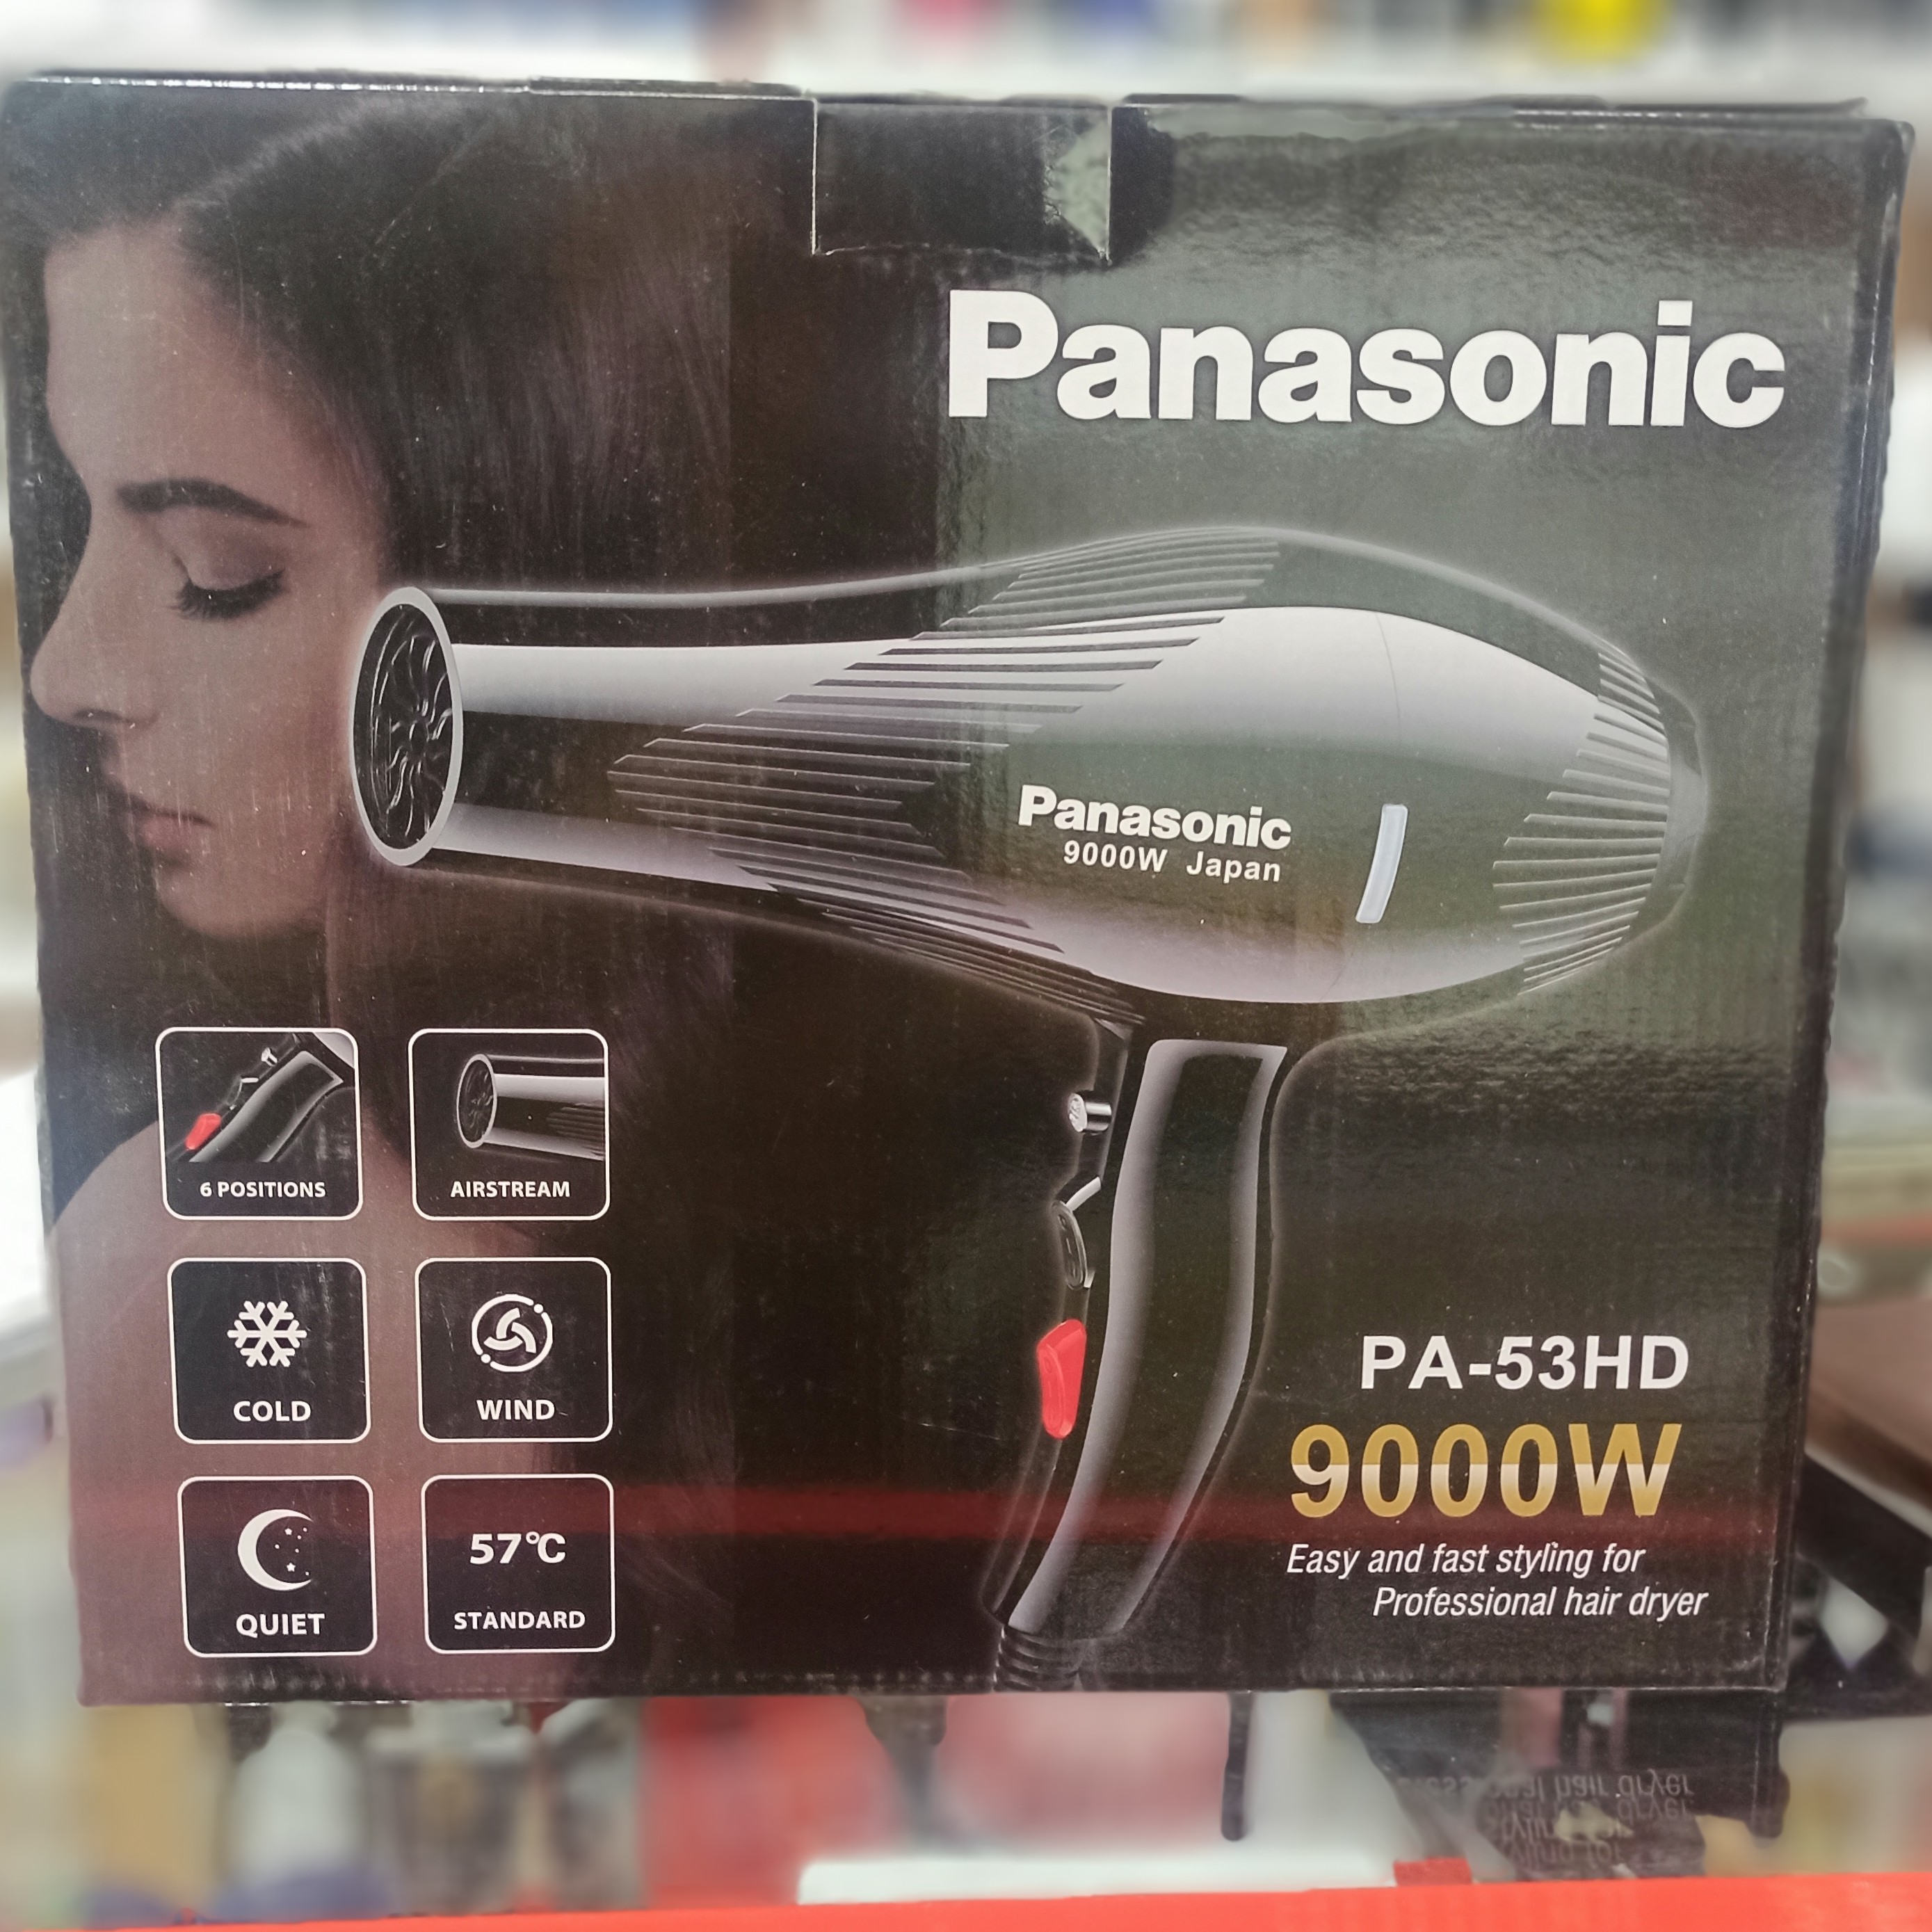 Panasonic
Panasonic
9000W Japan
6 POSITIONS
AIRSTREAM
COLD
WIND
QUIET
57°C
STANDARD
PA-53HD
9000W
Easy and fast styling for
Professional hair dryer